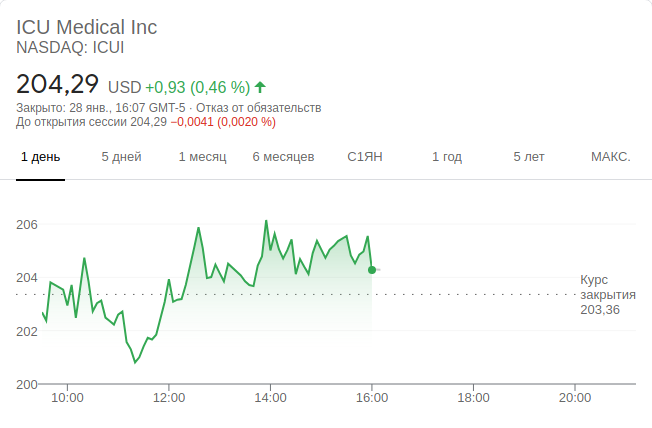 ICU Medical Inc
NASDAQ: ICUI
204,29 USD +0,93 (0,46 %)
Закрыто: 28 янв., 16:07 GMT-5 · Отказ от обязательств
До открытия сессии 204,29 −0,0041 (0,0020 %)
1 день 5 дней 1 месяц 6 месяцев С1ЯН 1 год 5 лет МАКС.
206
204
Курс
закрытия
203,36
202
200
10:00 12:00 14:00 16:00 18:00 20:00